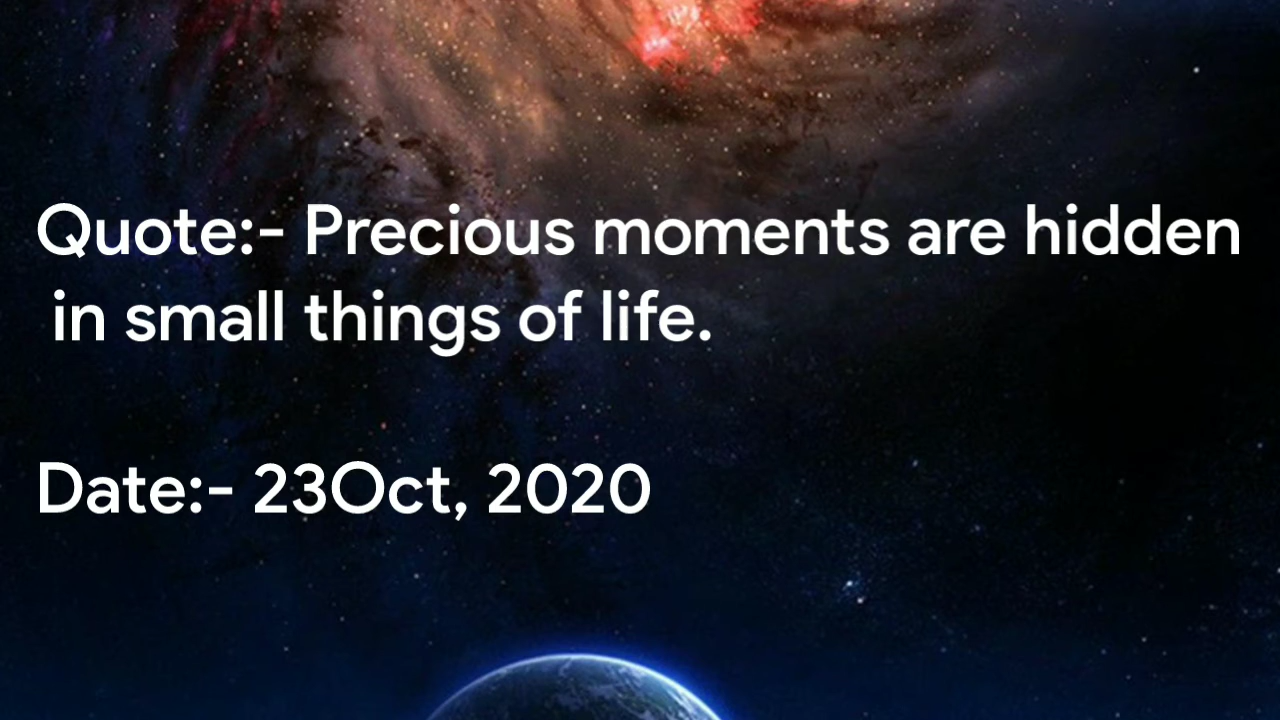 Quote:- Precious moments are hidden
in small things of life.
Date:- 23Oct, 2020